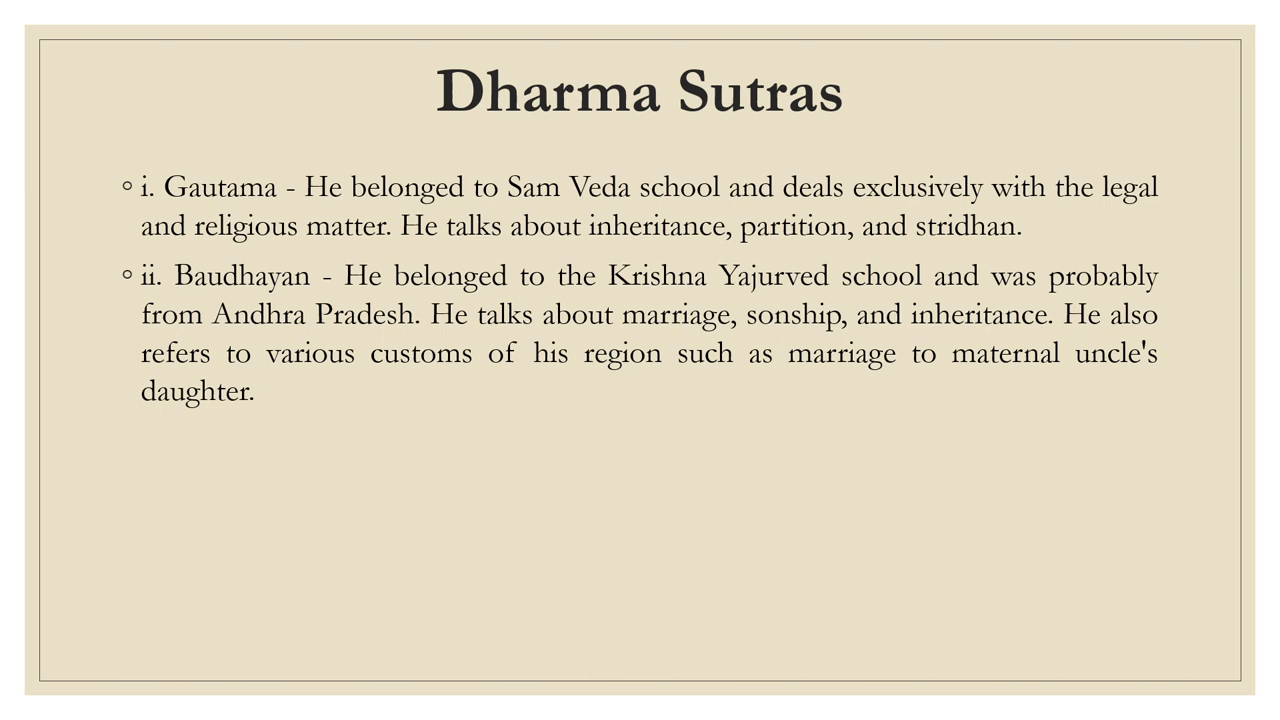 Dharma Sutras
◦ i. Gautama - He belonged to Sam Veda school and deals exclusively with the legal
and religious matter. He talks about inheritance, partition, and stridhan.
◦ ii. Baudhayan - He belonged to the Krishna Yajurved school and was probably
from Andhra Pradesh. He talks about marriage, sonship, and inheritance. He also
refers to various customs of his region such as marriage to maternal uncle's
daughter.